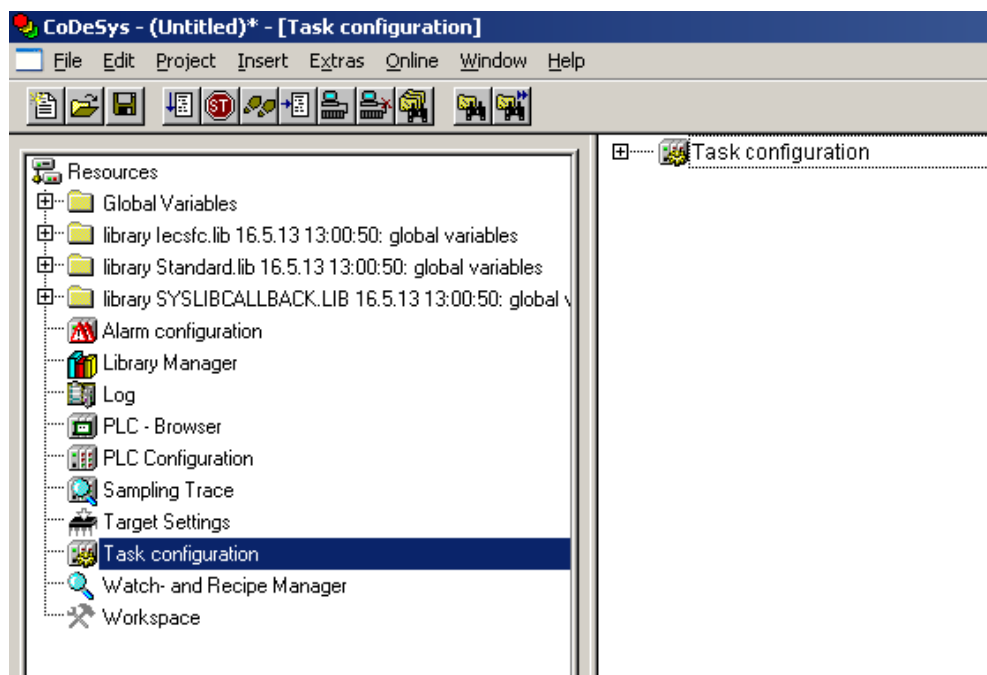 CoDeSys - (Untitled)* - [Task configuration]
File Edit Project Insert Extras Online Window Help
Resources
Global Variables
library Iecsfc.lib 16.5.13 13:00:50: global variables
library Standard.lib 16.5.13 13:00:50: global variables
library SYSLIBCALLBACK.LIB 16.5.13 13:00:50: global v
Alarm configuration
Library Manager
Log
PLC - Browser
PLC Configuration
Sampling Trace
Target Settings
Task configuration
Watch- and Recipe Manager
Workspace
Task configuration